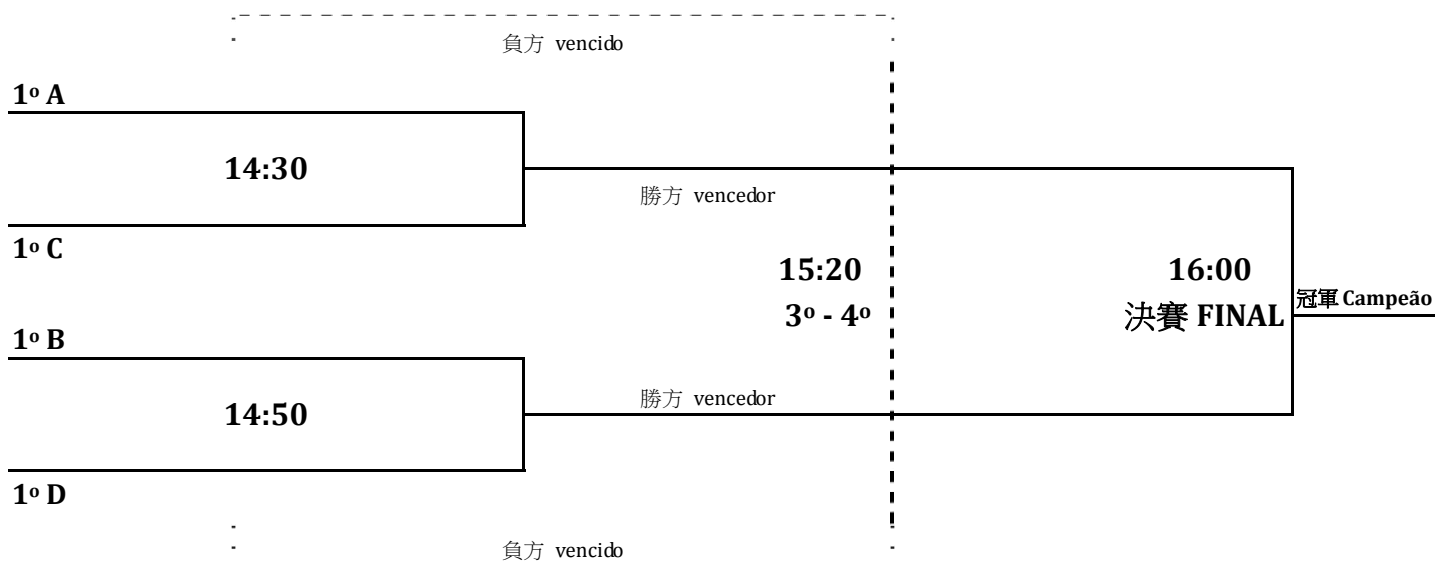 負方 vencido
1º A
14:30
勝方 vencedor
1º C
15:20
16:00
3º - 4º
決賽 FINAL
冠軍 Campeão
1º B
勝方 vencedor
14:50
1º D
負方 vencido